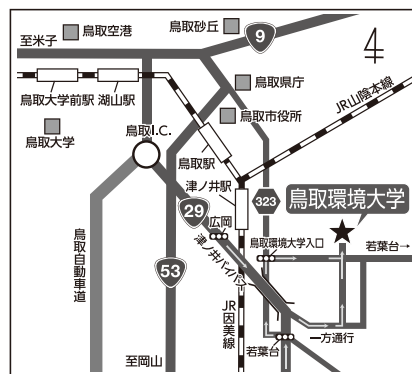 鳥取空港
鳥取砂丘
9
至米子
鳥取大学前駅
湖山駅
鳥取県庁
JR山陰本線
鳥取市役所
鳥取大学
鳥取I.C.
鳥取駅
津ノ井駅
323
鳥取環境大学
29
広岡
鳥取環境大学入口
若葉台→
鳥取自動車道
津ノ井バイパス
53
JR因美線
一方通行
至岡山
若葉台